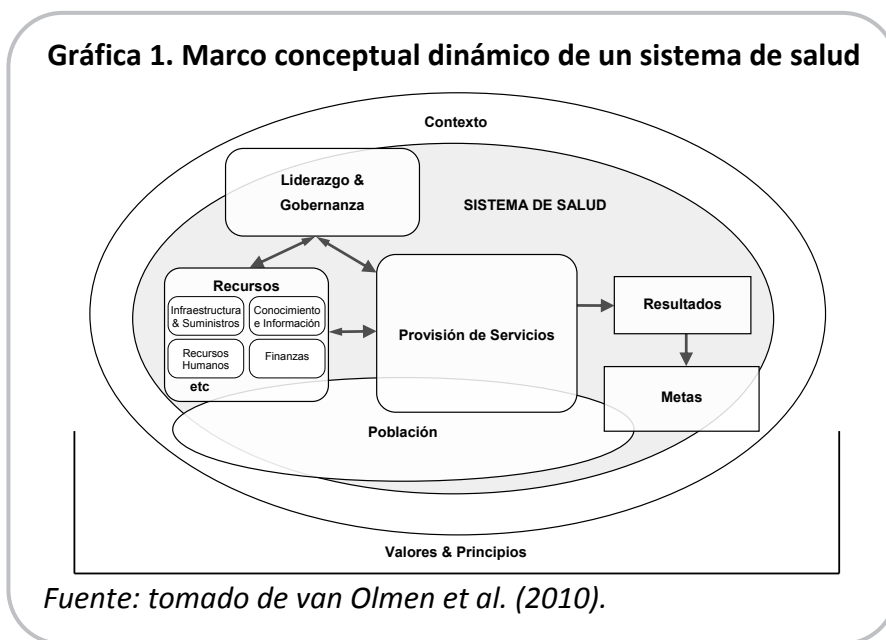 Gráfica 1. Marco conceptual dinámico de un sistema de salud
Contexto
Liderazgo &
Gobernanza
SISTEMA DE SALUD
Recursos
Infraestructura
& Suministros
Conocimiento
e Información
Recursos
Humanos
Finanzas
etc
Provisión de Servicios
Resultados
Metas
Población
Valores & Principios
Fuente: tomado de van Olmen et al. (2010).